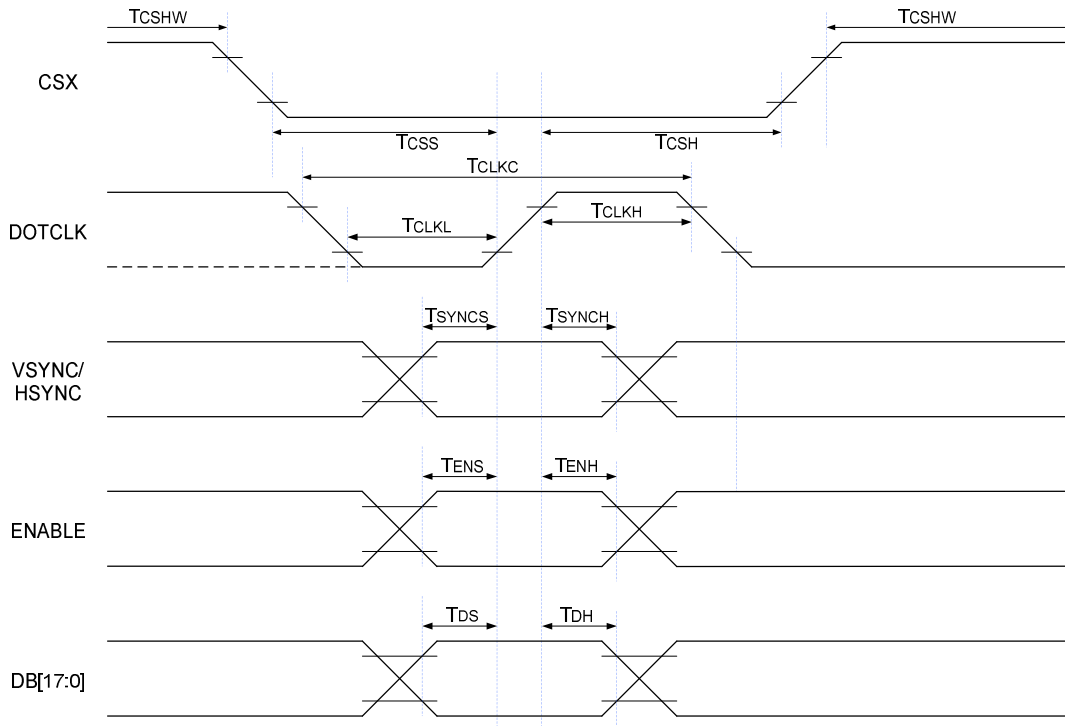 TCSHW TCSHW
CSX
TCSS TCSH
TCLKC
TCLKH
DOTCLK
TCLKL
TSYNCS TSYNCH
VSYNC/
HSYNC
TENS TENH
ENABLE
TDS TDH
DB[17:0]